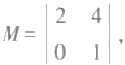 M = | 2 4 |
| 0 1 | ,